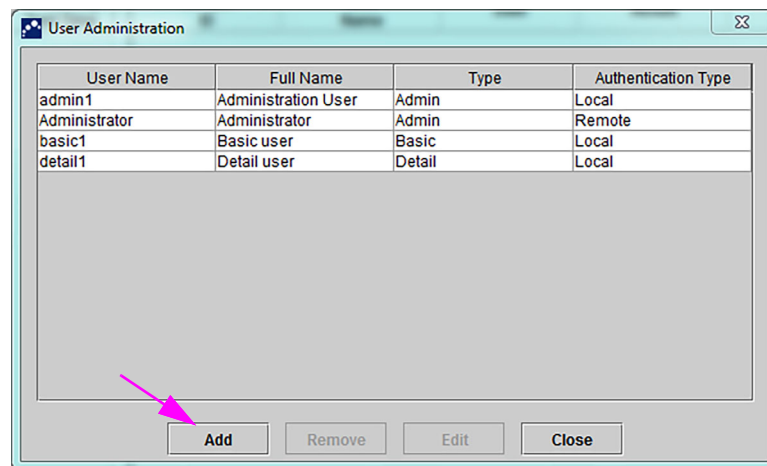 User Administration
User Name Full Name Type Authentication Type
admin1 Administration User Admin Local
Administrator Administrator Admin Remote
basic1 Basic user Basic Local
detail1 Detail user Detail Local
Add Remove Edit Close